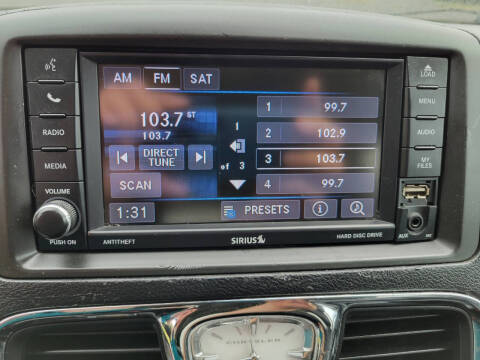 AM FM SAT
LOAD
MENU
RADIO
AUDIO
MEDIA
MY FILES
VOLUME
PUSH ON
103.7 ST
103.7
DIRECT TUNE
SCAN
1:31
1
of 3
1 99.7
2 102.9
3 103.7
4 99.7
PRESETS
ANTITHEFT
SIRIUS
HARD DISC DRIVE
AUX
CHRYSLER